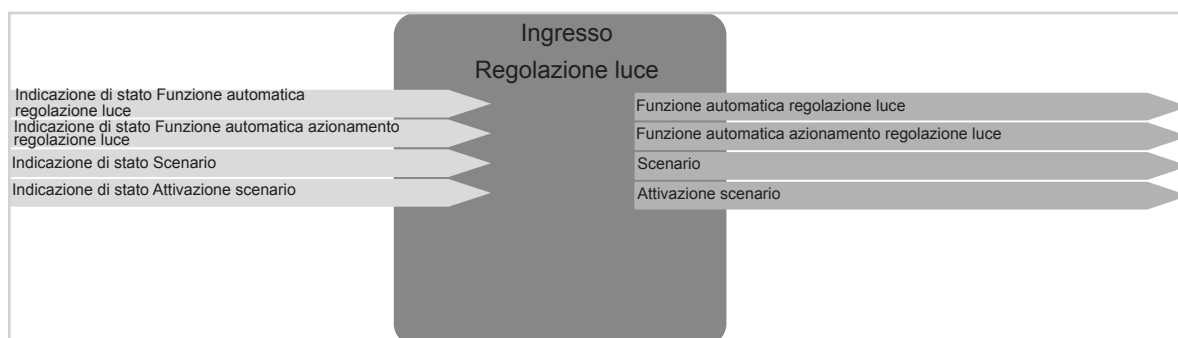 Ingresso
Regolazione luce
Indicazione di stato Funzione automatica
regolazione luce
Indicazione di stato Funzione automatica azionamento
regolazione luce
Indicazione di stato Scenario
Indicazione di stato Attivazione scenario
Funzione automatica regolazione luce
Funzione automatica azionamento regolazione luce
Scenario
Attivazione scenario